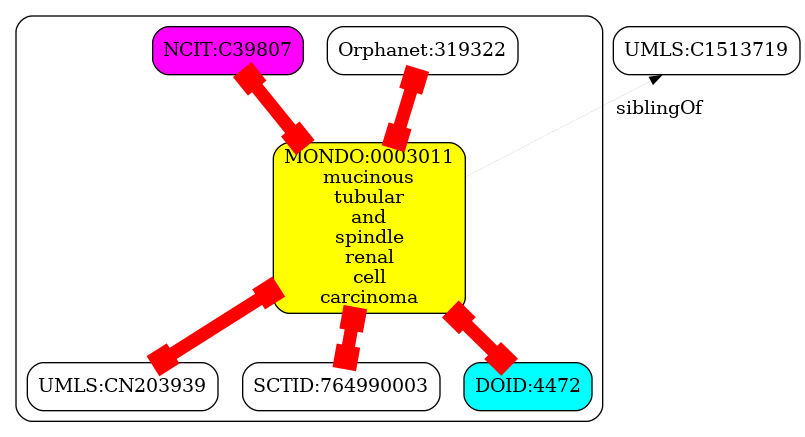 NCIT:C39807
Orphanet:319322
UMLS:C1513719
siblingOf
MONDO:0003011
mucinous
tubular
and
spindle
renal
cell
carcinoma
UMLS:CN203939
SCTID:764990003
DOID:4472